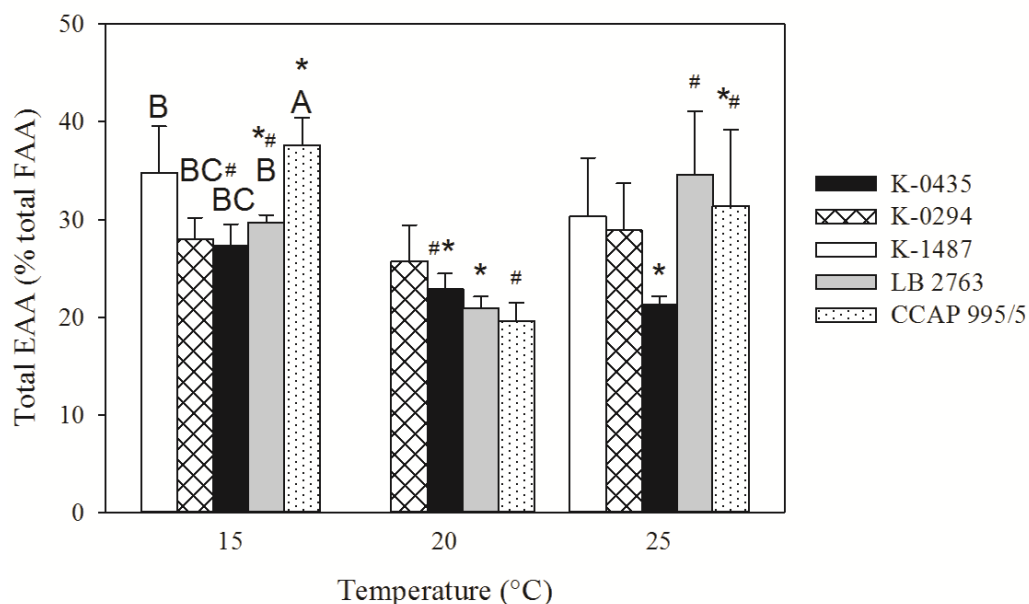 50
40
30
20
10
0
Total EAA (% total FAA)
B
BC#
BC
*#
B
*
A
#*
*
#
*
#
*#
15
20
25
Temperature (°C)
K-0435
K-0294
K-1487
LB 2763
CCAP 995/5